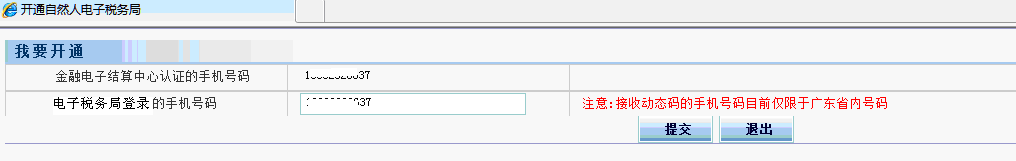 开通自然人电子税务局
我要开通
金融电子结算中心认证的手机号码
电子税务局登录的手机号码 注意:接收动态码的手机号码目前仅限于广东省内号码
提交 退出